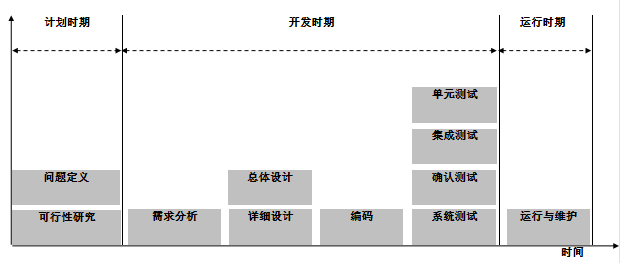 计划时期
开发时期
运行时期
单元测试
集成测试
问题定义
总体设计
确认测试
可行性研究
需求分析
详细设计
编码
系统测试
运行与维护
时间